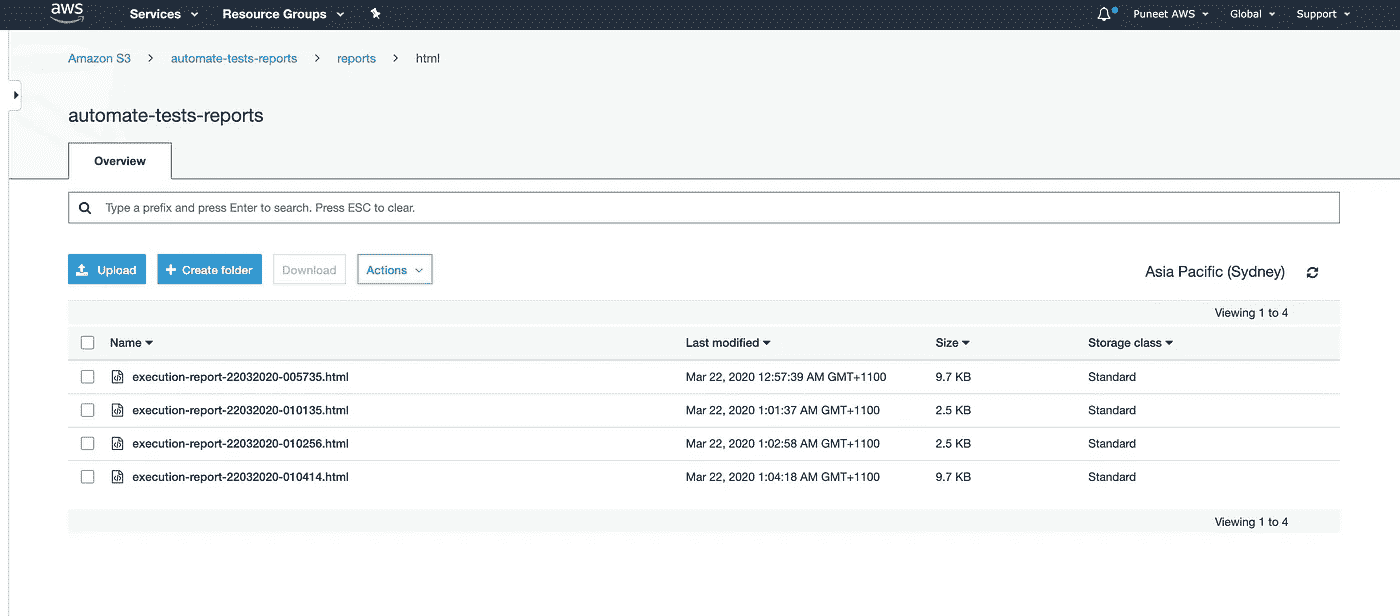 aws Services Resource Groups Puneet AWS Global Support
Amazon S3 > automate-tests-reports > reports > html
automate-tests-reports
Overview
Type a prefix and press Enter to search. Press ESC to clear.
Upload + Create folder Download Actions Asia Pacific (Sydney)
Viewing 1 to 4
Name Last modified Size Storage class
execution-report-22032020-005735.html Mar 22, 2020 12:57:39 AM GMT+1100 9.7 KB Standard
execution-report-22032020-010135.html Mar 22, 2020 1:01:37 AM GMT+1100 2.5 KB Standard
execution-report-22032020-010256.html Mar 22, 2020 1:02:58 AM GMT+1100 2.5 KB Standard
execution-report-22032020-010414.html Mar 22, 2020 1:04:18 AM GMT+1100 9.7 KB Standard
Viewing 1 to 4